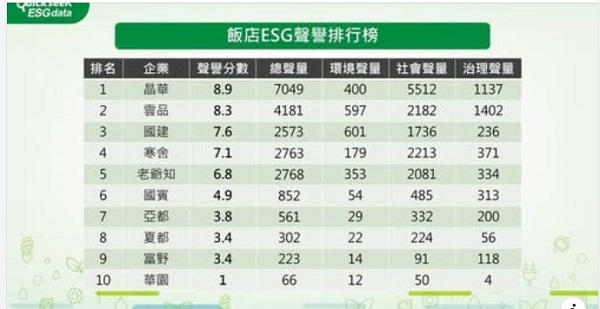 Quickseek
ESGdata
飯店ESG聲譽排行榜
排名 企業 聲譽分數 總聲量 環境聲量 社會聲量 治理聲量
1 晶華 8.9 7049 400 5512 1137
2 雲品 8.3 4181 597 2182 1402
3 國建 7.6 2573 601 1736 236
4 寒舍 7.1 2763 179 2213 371
5 老爺知 6.8 2768 353 2081 334
6 國賓 4.9 852 54 485 313
7 亞都 3.8 561 29 332 200
8 夏都 3.4 302 22 224 56
9 富野 3.4 223 14 91 118
10 華園 1 66 12 50 4